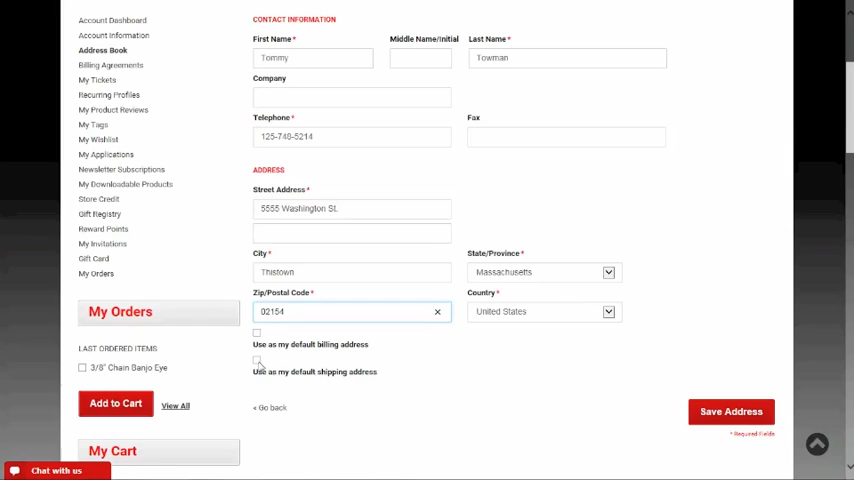 Account Dashboard
Account Information
Address Book
Billing Agreements
My Tickets
Recurring Profiles
My Product Reviews
My Tags
My Wishlist
My Applications
Newsletter Subscriptions
My Downloadable Products
Store Credit
Gift Registry
Reward Points
My Invitations
Gift Card
My Orders
My Orders
LAST ORDERED ITEMS
3/8" Chain Banjo Eye
Add to Cart View All
My Cart
Chat with us
CONTACT INFORMATION
First Name * Middle Name/Initial Last Name *
Tommy Towman
Company
Telephone * Fax
125-748-5214
ADDRESS
Street Address *
5555 Washington St.
City * State/Province *
Thistown Massachusetts
Zip/Postal Code * Country *
02154 × United States
Use as my default billing address
Use as my default shipping address
« Go back
Save Address
* Required Fields